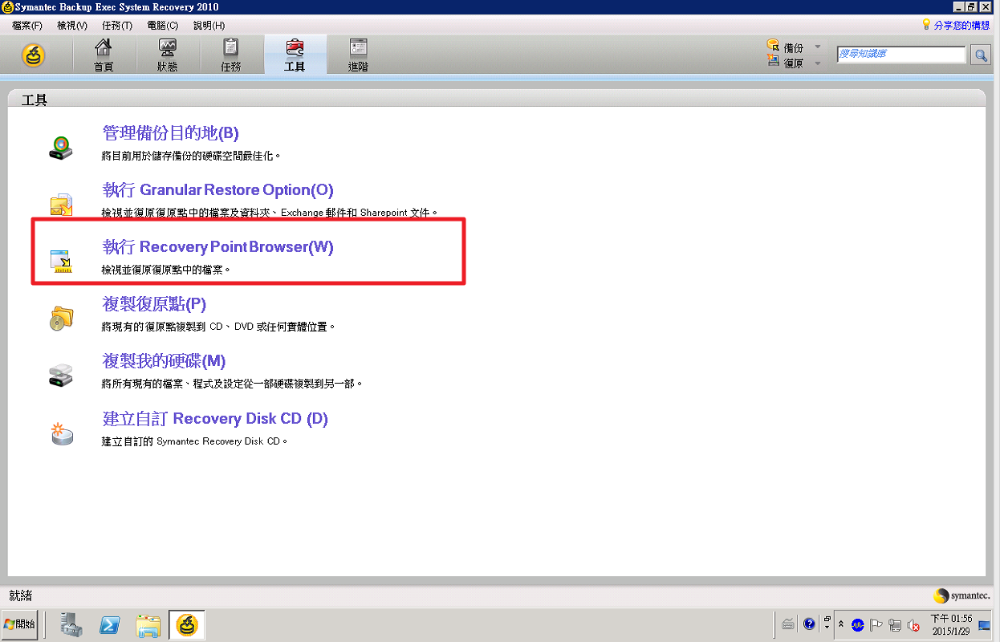 Symantec Backup Exec System Recovery 2010
檔案(F) 檢視(V) 任務(T) 電腦(C) 說明(H) 分享您的構想
首頁 狀態 任務 工具 進階 備份 復原 搜尋知識庫
工具
管理備份目的地(B)
將目前用於儲存備份的硬碟空間最佳化。
執行 Granular Restore Option(O)
檢視並復原復原點中的檔案及資料夾、Exchange 郵件和 Sharepoint 文件。
執行 Recovery Point Browser(W)
檢視並復原復原點中的檔案。
複製復原點(P)
將現有的復原點複製到 CD、DVD 或任何實體位置。
複製我的硬碟(M)
將所有現有的檔案、程式及設定從一部硬碟複製到另一部。
建立自訂 Recovery Disk CD (D)
建立自訂的 Symantec Recovery Disk CD。
就緒 symantec.
開始 下午 01:56
2015/1/29